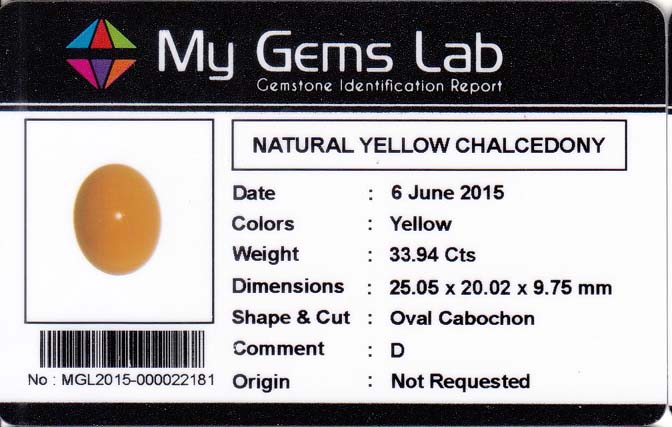 My Gems Lab
Gemstone Identification Report
NATURAL YELLOW CHALCEDONY
Date : 6 June 2015
Colors : Yellow
Weight : 33.94 Cts
Dimensions : 25.05 x 20.02 x 9.75 mm
Shape & Cut : Oval Cabochon
Comment : D
Origin : Not Requested
No : MGL2015-000022181